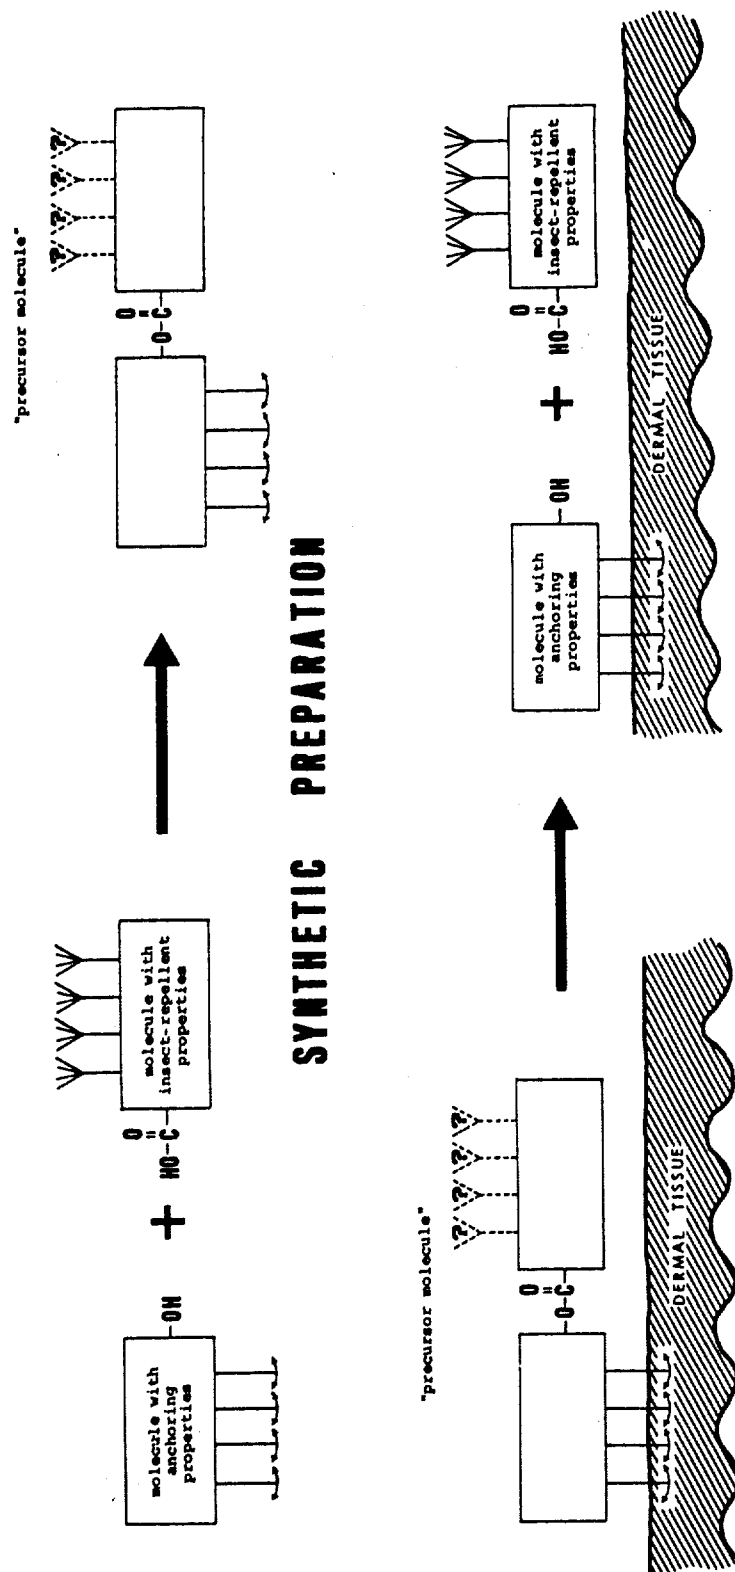 molecule with
anchoring
properties
-OH
+
O
=
HO-C
molecule with
insect-repellent
properties
"precursor molecule"
O
=
-O-C-
? ? ? ?
SYNTHETIC PREPARATION
"precursor molecule"
O
=
-O-C-
? ? ? ?
DERMAL TISSUE
molecule with
anchoring
properties
-OH
+
O
=
HO-C-
molecule with
insect-repellent
properties
DERMAL TISSUE